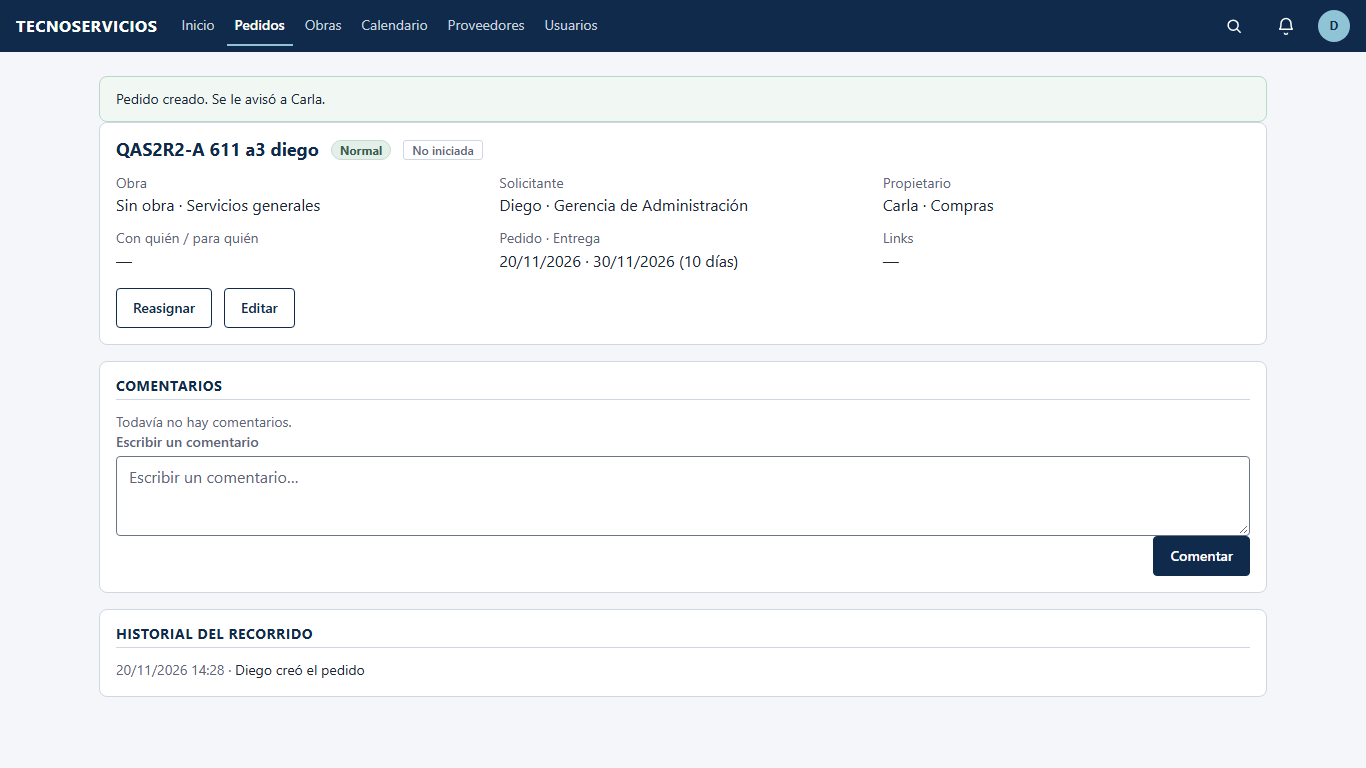 TECNOSERVICIOS Inicio Pedidos Obras Calendario Proveedores Usuarios D
Pedido creado. Se le avisó a Carla.
QAS2R2-A 611 a3 diego Normal No iniciada
Obra Solicitante Propietario
Sin obra · Servicios generales Diego · Gerencia de Administración Carla · Compras
Con quién / para quién Pedido · Entrega Links
— 20/11/2026 · 30/11/2026 (10 días) —
Reasignar Editar
COMENTARIOS
Todavía no hay comentarios.
Escribir un comentario
Escribir un comentario...
Comentar
HISTORIAL DEL RECORRIDO
20/11/2026 14:28 · Diego creó el pedido